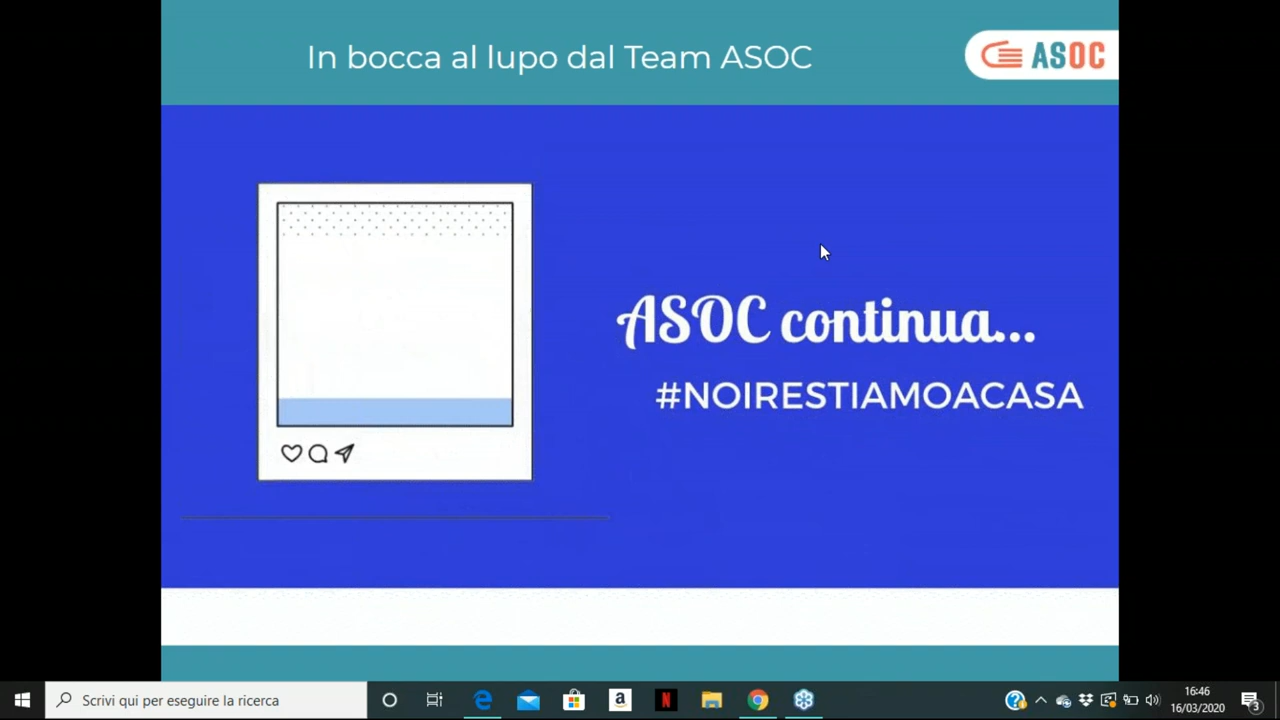 In bocca al lupo dal Team ASOC
ASOC
ASOC continua...
#NOIRESTIAMOACASA
Scrivi qui per eseguire la ricerca
a
N
16:46
16/03/2020
3